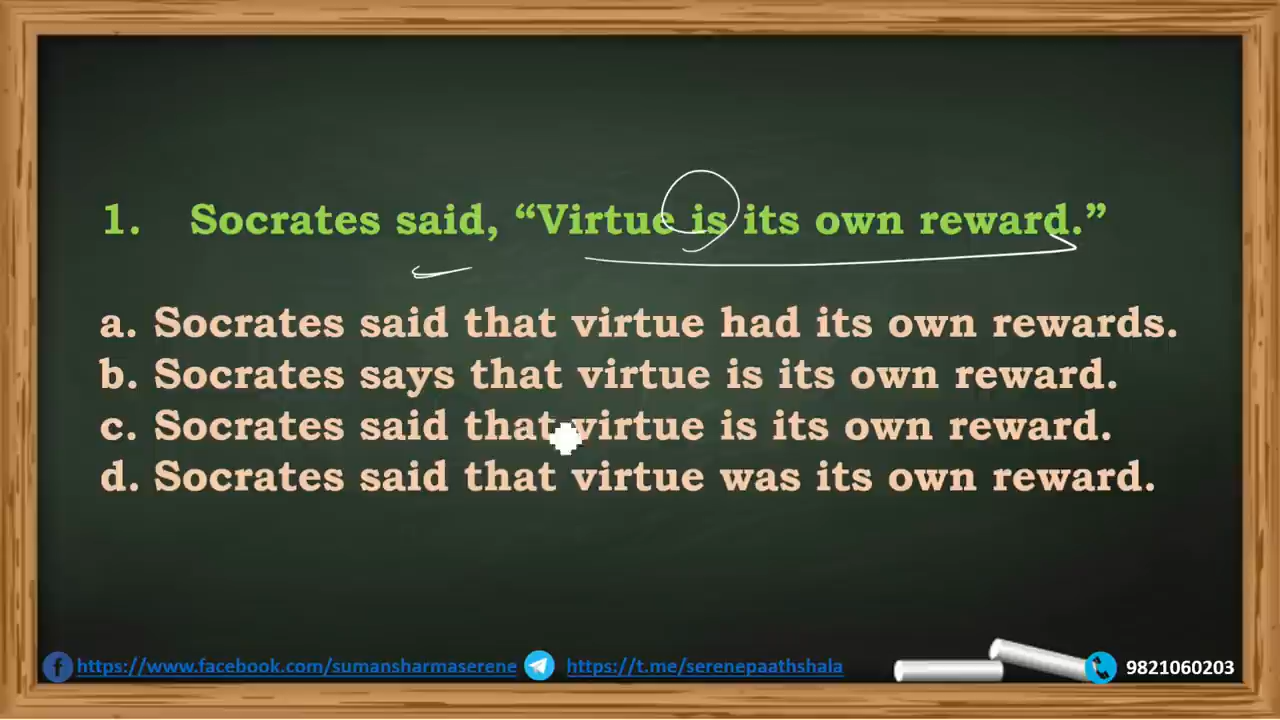 1. Socrates said, “Virtue is its own reward.”
a. Socrates said that virtue had its own rewards.
b. Socrates says that virtue is its own reward.
c. Socrates said that virtue is its own reward.
d. Socrates said that virtue was its own reward.
https://www.facebook.com/sumansharmaserene https://t.me/serenepaathshala 9821060203